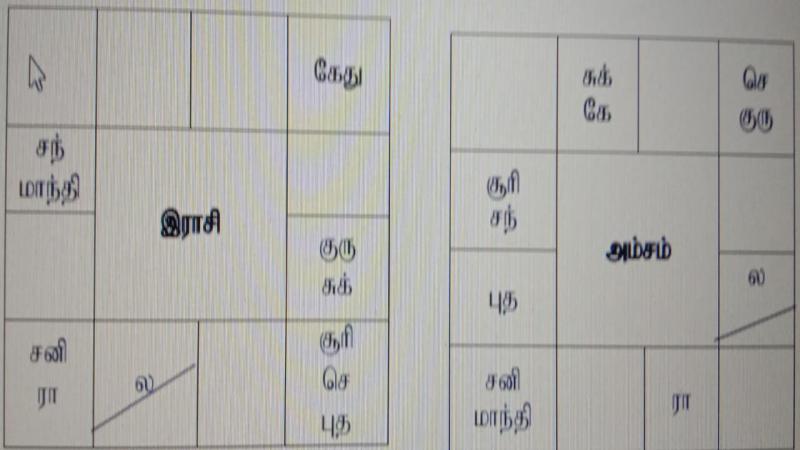 கேது
சந்
மாந்தி
இராசி
குரு
சுக்
சனி
ரா
ல
சூரி
செ
புத
சுக்
கே
செ
குரு
சூரி
சந்
அம்சம்
புத
ல
சனி
மாந்தி
ரா